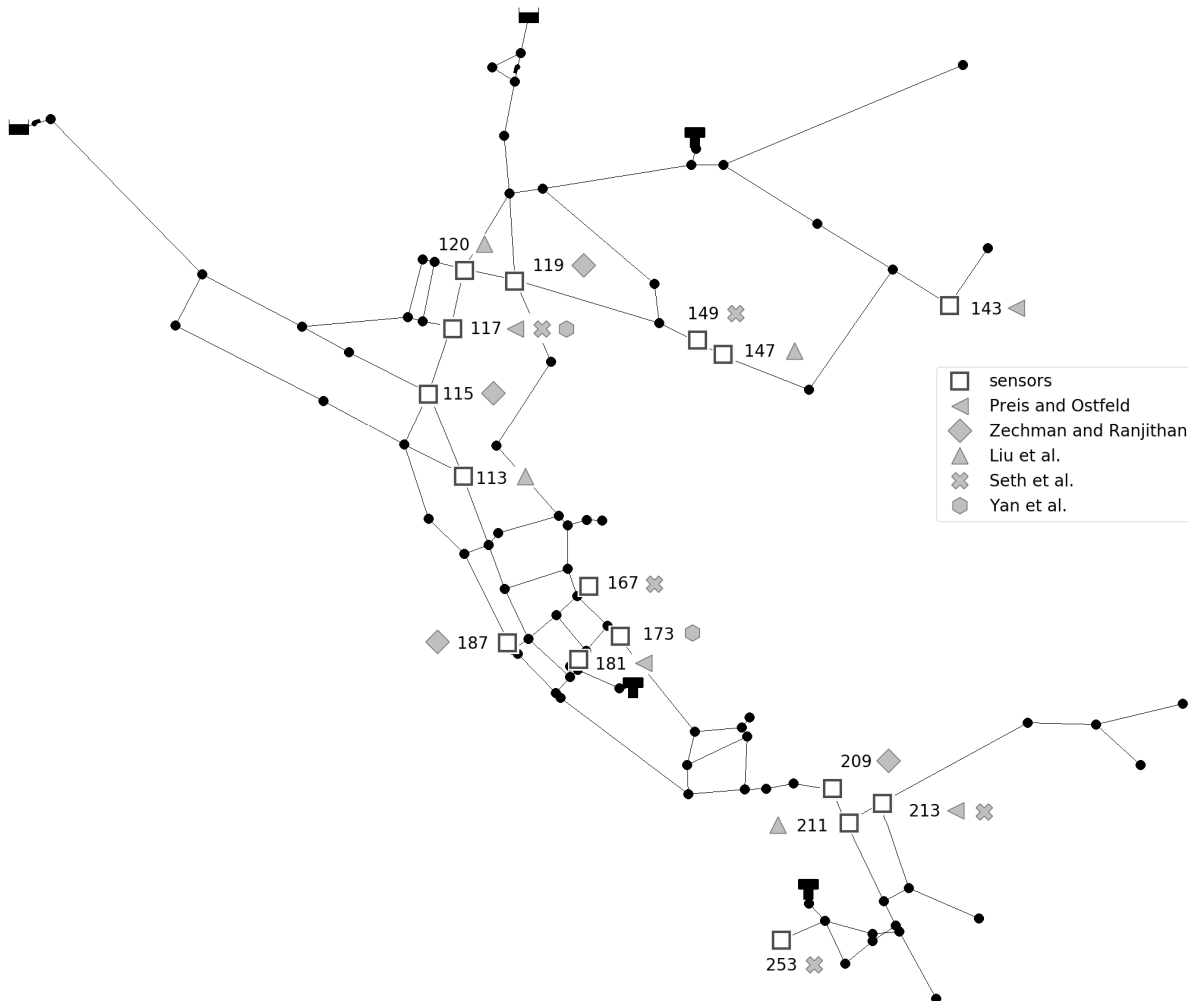 120
119
149
143
117
147
115
sensors
Preis and Ostfeld
Zechman and Ranjithan
Liu et al.
Seth et al.
Yan et al.
113
167
173
187
181
209
213
211
253